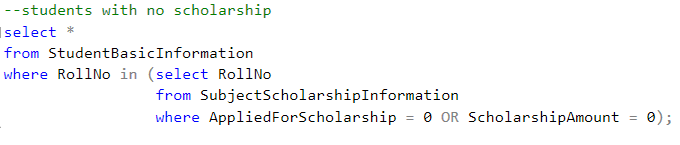 --students with no scholarship
select *
from StudentBasicInformation
where RollNo in (select RollNo
from SubjectScholarshipInformation
where AppliedForScholarship = 0 OR ScholarshipAmount = 0);